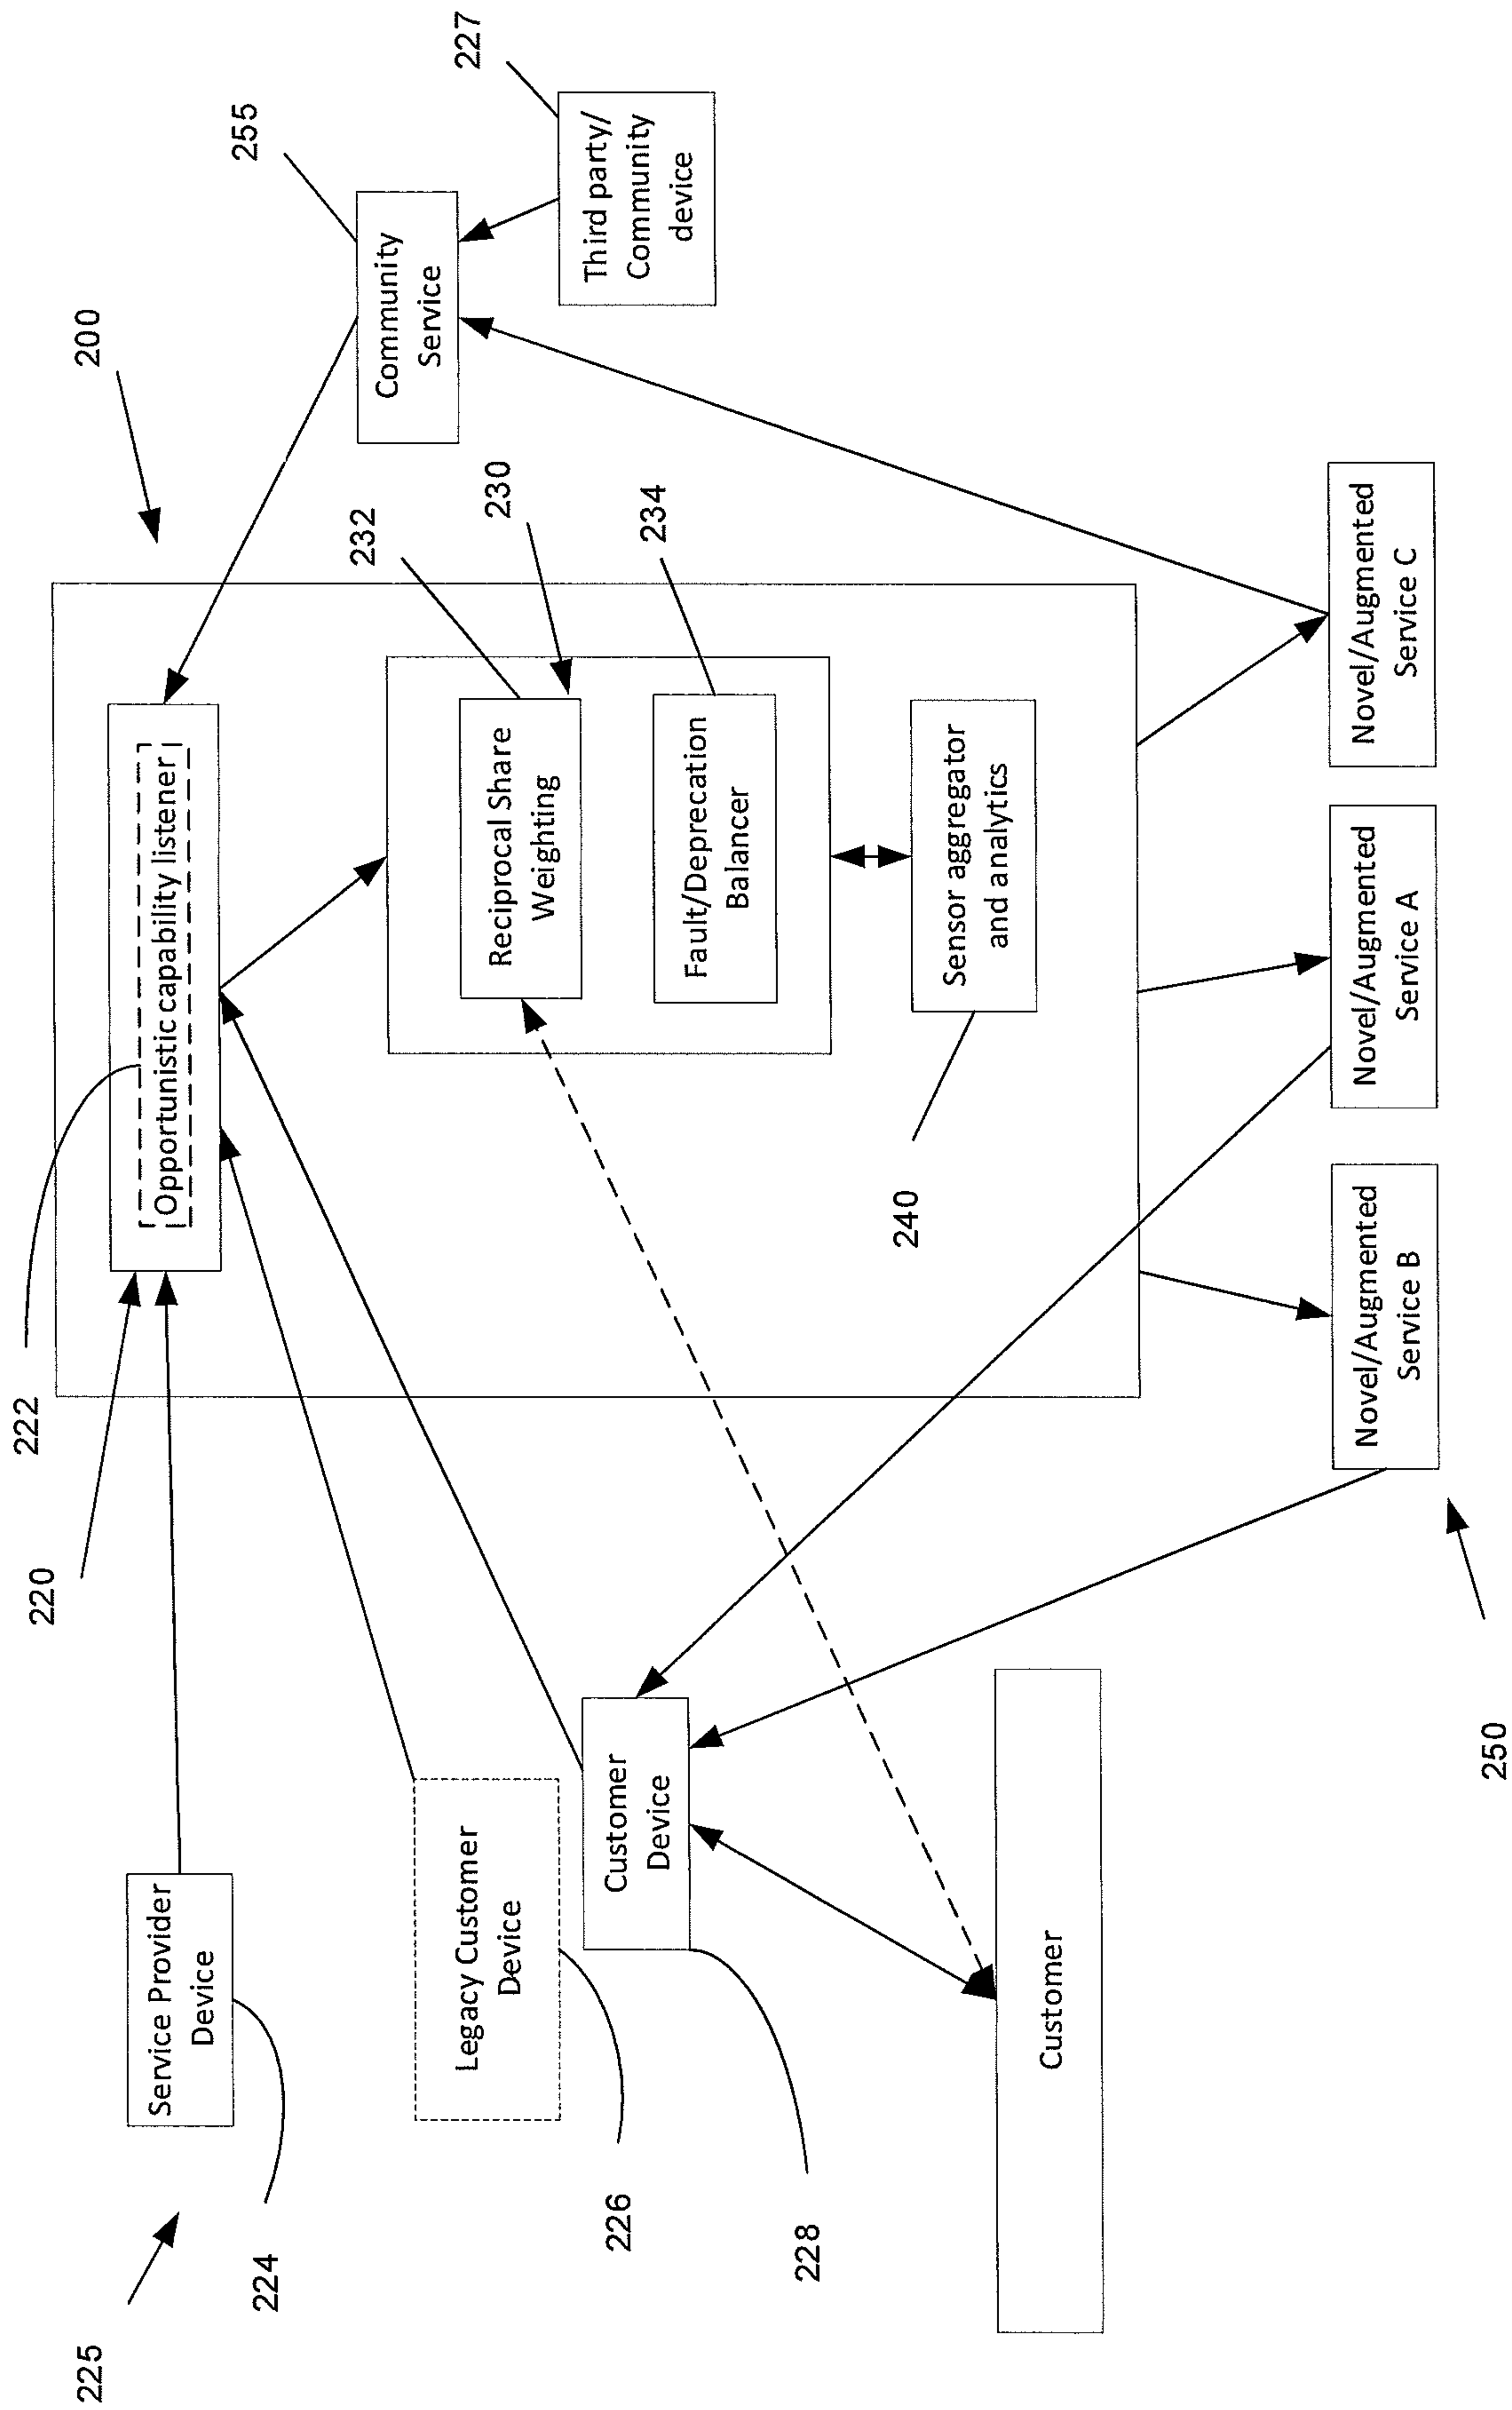 225
224
Service Provider
Device
220
222
Opportunistic capability listener
200
255
Community
Service
227
Third party/
Community
device
226
Legacy Customer
Device
228
Customer
Device
232
230
Reciprocal Share
Weighting
234
Fault/Deprecation
Balancer
240
Sensor aggregator
and analytics
Customer
250
Novel/Augmented
Service B
Novel/Augmented
Service A
Novel/Augmented
Service C